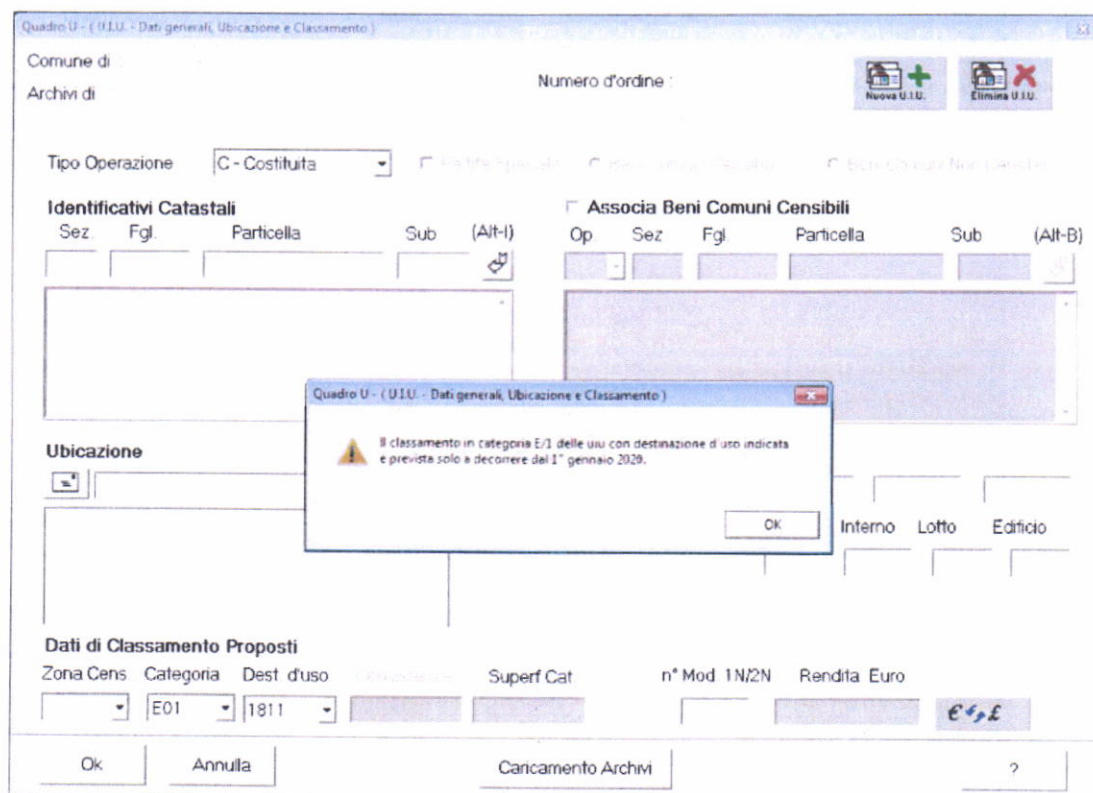 Quadro U - ( U.I.U. - Dati generali, Ubicazione e Classamento )
Comune di
Archivi di
Numero d'ordine :
Nuova U.I.U.
Elimina U.I.U.
Tipo Operazione C - Costituita
Identificativi Catastali
Sez. Fgl. Particella Sub (Alt-I)
Associa Beni Comuni Censibili
Op. Sez Fgl. Particella Sub (Alt-B)
Quadro U - ( U.I.U. - Dati generali, Ubicazione e Classamento )
Il classamento in categoria E/1 delle uiu con destinazione d'uso indicata
e prevista solo a decorrere dal 1° gennaio 2020.
OK
Ubicazione
Interno Lotto Edificio
Dati di Classamento Proposti
Zona Cens. Categoria Dest. d'uso Superf Cat. n° Mod. 1N/2N Rendita Euro
E01 1811 € £
Ok Annulla Caricamento Archivi ?